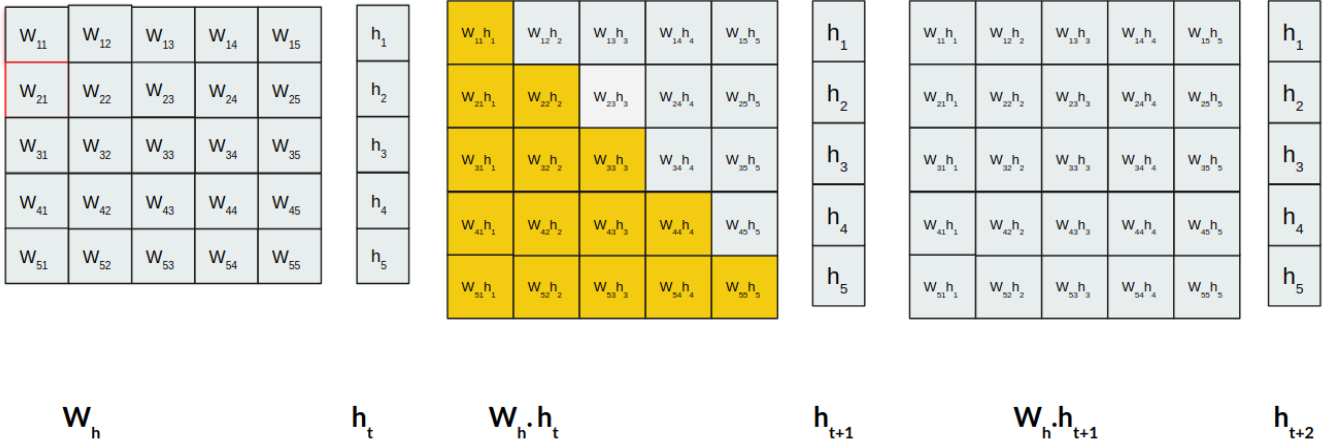 W11 W12 W13 W14 W15 h1 W11h1 W12h2 W13h3 W14h4 W15h5 h1 W11h1 W12h2 W13h3 W14h4 W15h5 h1
W21 W22 W23 W24 W25 h2 W21h1 W22h2 W23h3 W24h4 W25h5 h2 W21h1 W22h2 W23h3 W24h4 W25h5 h2
W31 W32 W33 W34 W35 h3 W31h1 W32h2 W33h3 W34h4 W35h5 h3 W31h1 W32h2 W33h3 W34h4 W35h5 h3
W41 W42 W43 W44 W45 h4 W41h1 W42h2 W43h3 W44h4 W45h5 h4 W41h1 W42h2 W43h3 W44h4 W45h5 h4
W51 W52 W53 W54 W55 h5 W51h1 W52h2 W53h3 W54h4 W55h5 h5 W51h1 W52h2 W53h3 W54h4 W55h5 h5
Wh ht Wh.ht ht+1 Wh.ht+1 ht+2